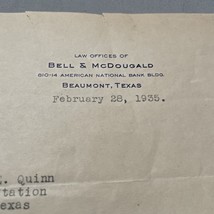 LAW OFFICES OF
BELL & McDOUGALD
810-14 AMERICAN NATIONAL BANK BLDG.
BEAUMONT, TEXAS
February 28, 1935.
. Quinn
tation
exas